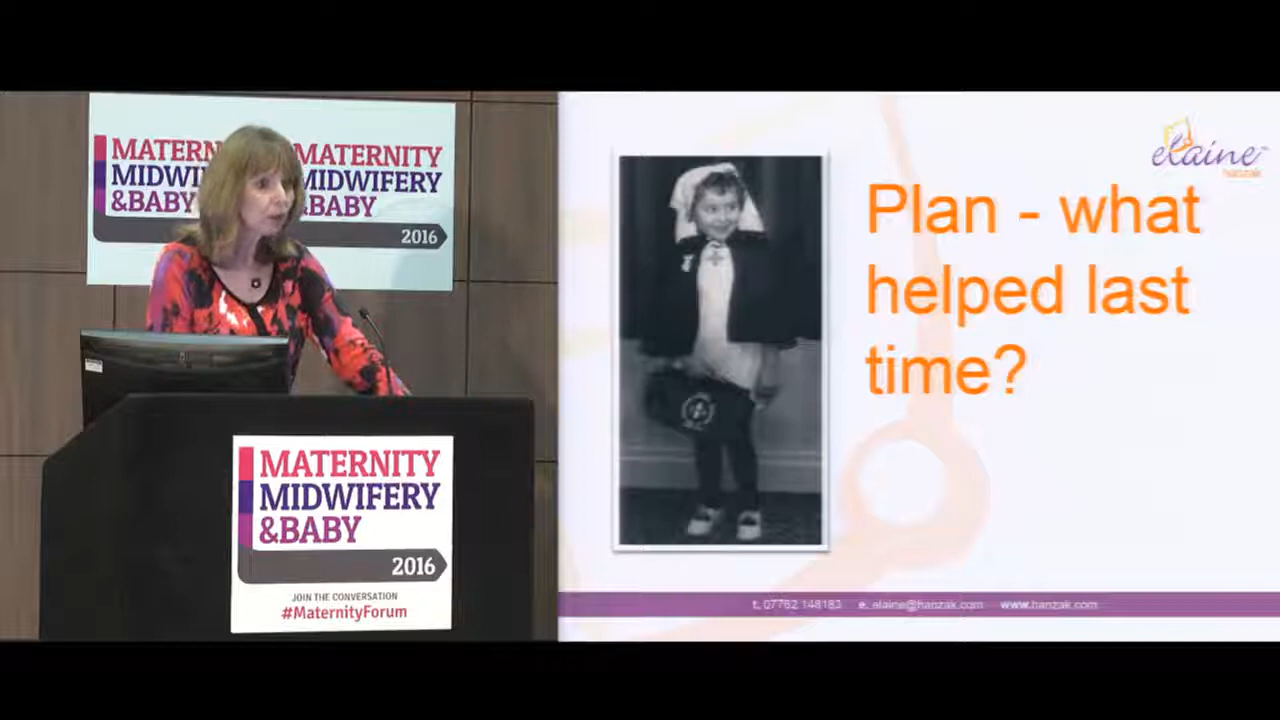 MATERNITY
MIDWIFERY
&BABY
2016
MATERNITY
MIDWIFERY
&BABY
2016
JOIN THE CONVERSATION
#MaternityForum
elaine™
hanzak
Plan - what
helped last
time?
t. 07762 148183 e. elaine@hanzak.com www.hanzak.com